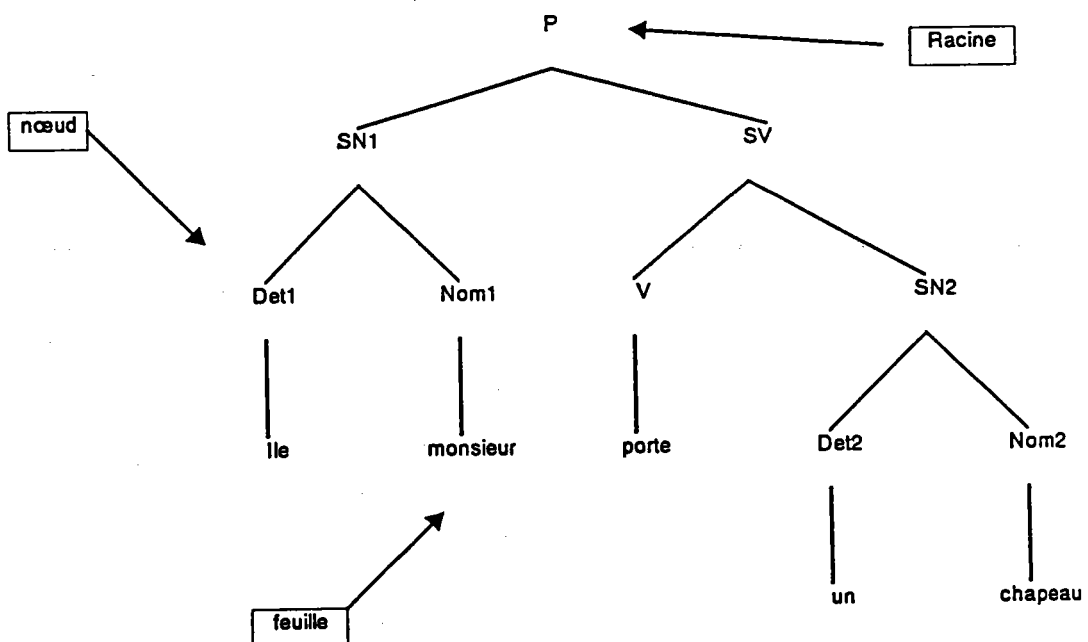 P
Racine
nœud
SN1
SV
Det1
Nom1
V
SN2
lle
monsieur
porte
Det2
Nom2
un
chapeau
feuille